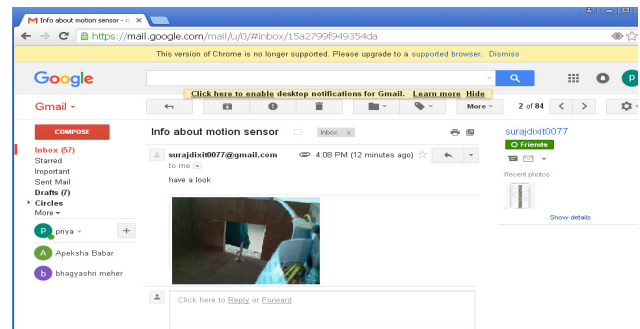 Info about motion sensor - n
https://mail.google.com/mail/u/0/#inbox/15a2799f949354da
This version of Chrome is no longer supported. Please upgrade to a supported browser. Dismiss
Google
P
Click here to enable desktop notifications for Gmail. Learn more Hide
Gmail
More
2 of 84
COMPOSE
Inbox (57)
Starred
Important
Sent Mail
Drafts (7)
Circles
More
P priya
+
A Apeksha Babar
b bhagyashri meher
Info about motion sensor
Inbox x
surajdixit0077@gmail.com
4:08 PM (12 minutes ago)
to me
have a look
Click here to Reply or Forward
surajdixit0077
Friends
Recent photos
Show details